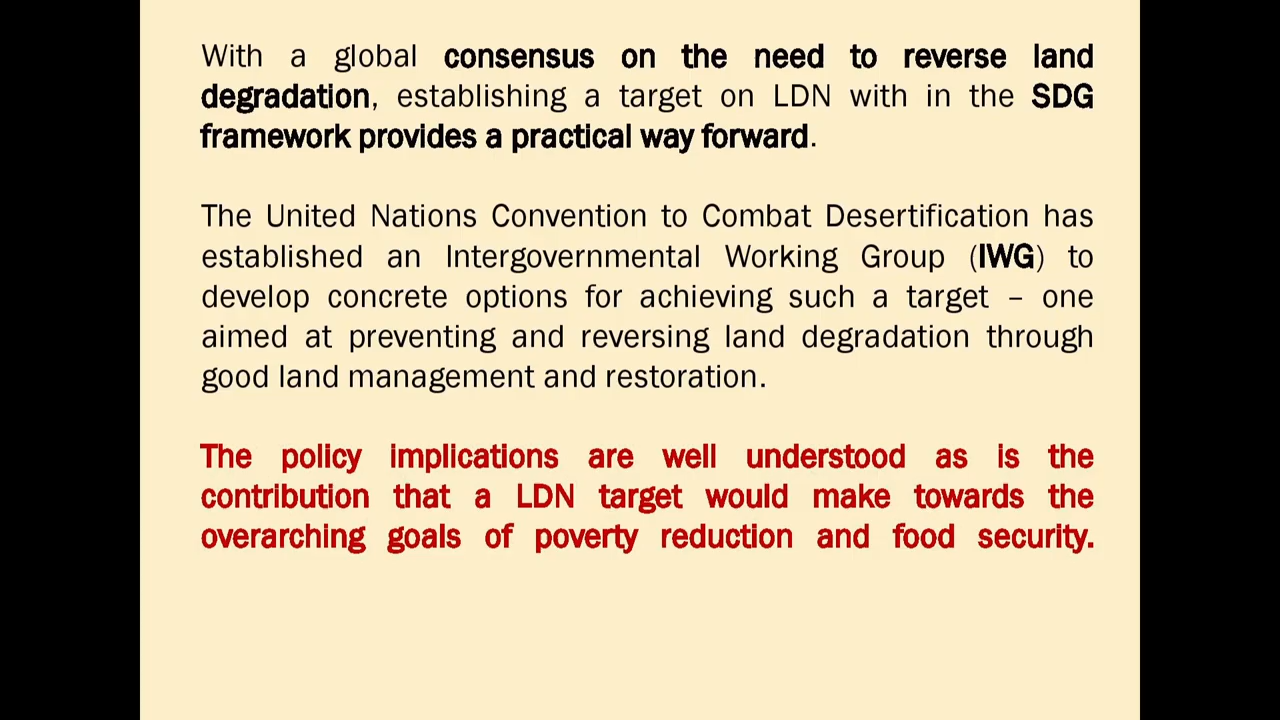 With a global consensus on the need to reverse land
degradation, establishing a target on LDN with in the SDG
framework provides a practical way forward.
The United Nations Convention to Combat Desertification has
established an Intergovernmental Working Group (IWG) to
develop concrete options for achieving such a target – one
aimed at preventing and reversing land degradation through
good land management and restoration.
The policy implications are well understood as is the
contribution that a LDN target would make towards the
overarching goals of poverty reduction and food security.